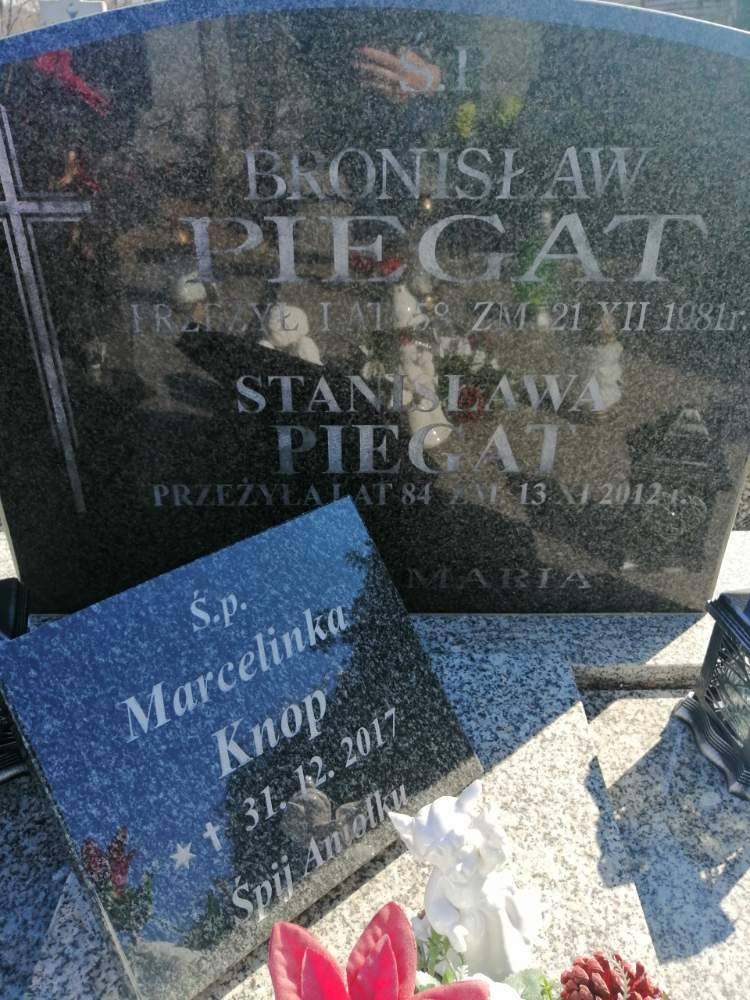 Ś.P.
BRONISŁAW
PIEGAT
PRZEŻYŁ LAT 58 ZM. 21 XII 1981r.
STANISŁAWA
PIEGAT
PRZEŻYŁA LAT 84 ZM. 13 XI 2012 r.
MARIA
Ś.p.
Marcelinka
Knop
31. 12. 2017
Śpij Aniołku